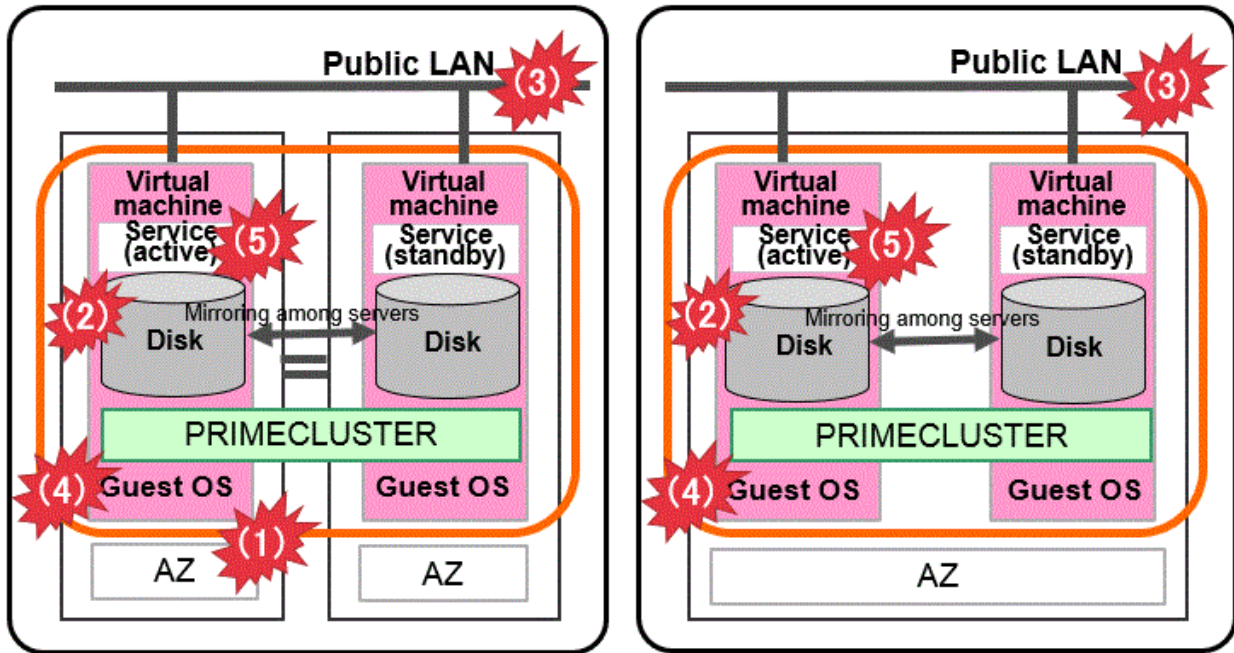 Public LAN
(3)
Virtual
machine
Service
(active)
(5)
Virtual
machine
Service
(standby)
(2)
Mirroring among servers
Disk
Disk
PRIMECLUSTER
(4)
Guest OS
Guest OS
(1)
AZ
AZ
Public LAN
(3)
Virtual
machine
Service
(active)
(5)
Virtual
machine
Service
(standby)
(2)
Mirroring among servers
Disk
Disk
PRIMECLUSTER
(4)
Guest OS
Guest OS
AZ